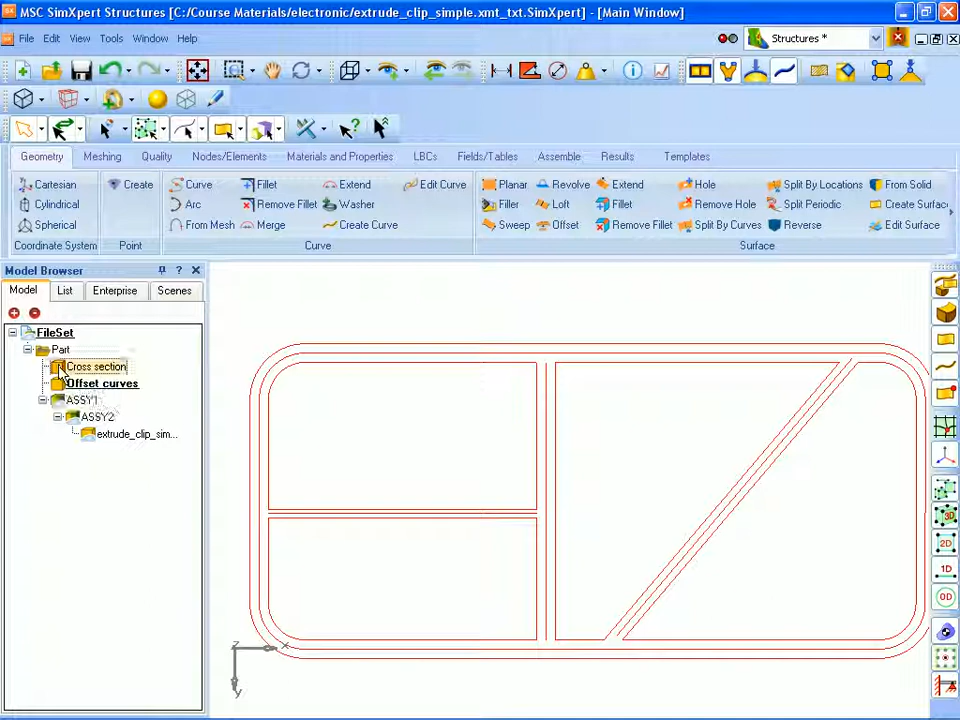 MSC SimXpert Structures [C:/Course Materials/electronic/extrude_clip_simple.xmt_txt.SimXpert] - [Main Window]
File Edit View Tools Window Help
Structures *
Geometry Meshing Quality Nodes/Elements Materials and Properties LBCs Fields/Tables Assemble Results Templates
Cartesian Create Curve Fillet Extend Edit Curve Planar Revolve Extend Hole Split By Locations From Solid
Cylindrical Arc Remove Fillet Washer Filler Loft Fillet Remove Hole Split Periodic Create Surfac
Spherical From Mesh Merge Create Curve Sweep Offset Remove Fillet Split By Curves Reverse Edit Surface
Coordinate System Point Curve Surface
Model Browser
Model List Enterprise Scenes
FileSet
Part
Cross section
Offset curves
ASSY1
ASSY2
extrude_clip_sim...
3D
2D
1D
0D
Z X
Y